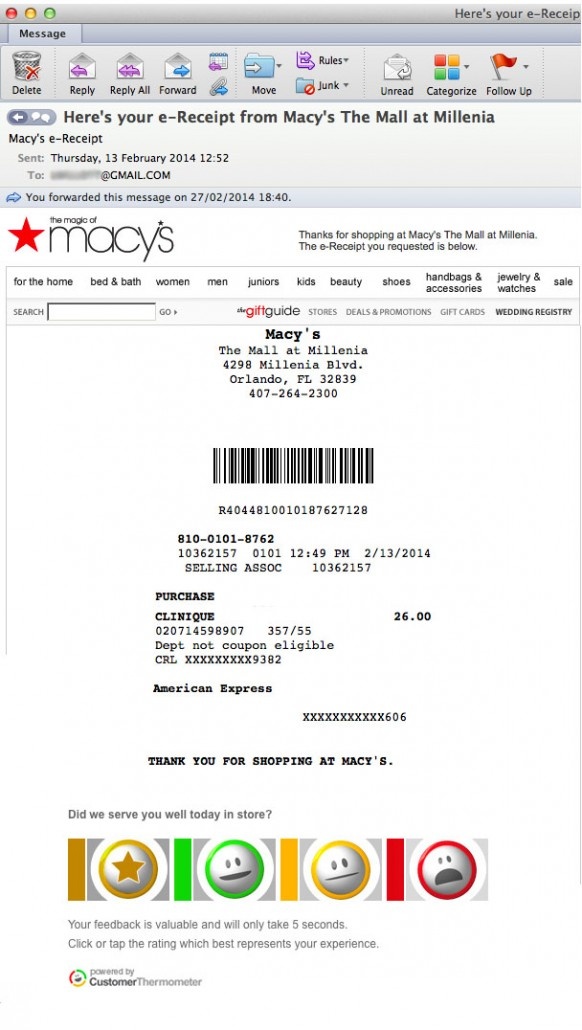 Here's your e-Receip
Message
Delete
Reply
Reply All
Forward
Move
Rules
Junk
Unread
Categorize
Follow Up
Here's your e-Receipt from Macy's The Mall at Millenia
Macy's e-Receipt
Sent: Thursday, 13 February 2014 12:52
To: @GMAIL.COM
You forwarded this message on 27/02/2014 18:40.
the magic of
macy's
Thanks for shopping at Macy's The Mall at Millenia.
The e-Receipt you requested is below.
for the home bed & bath women men juniors kids beauty shoes handbags & accessories jewelry & watches sale
SEARCH GO the giftguide STORES DEALS & PROMOTIONS GIFT CARDS WEDDING REGISTRY
Macy's
The Mall at Millenia
4298 Millenia Blvd.
Orlando, FL 32839
407-264-2300
R4044810010187627128
810-0101-8762
10362157 0101 12:49 PM 2/13/2014
SELLING ASSOC 10362157
PURCHASE
CLINIQUE 26.00
020714598907 357/55
Dept not coupon eligible
CRL XXXXXXXXX9382
American Express
XXXXXXXXXXX606
THANK YOU FOR SHOPPING AT MACY'S.
Did we serve you well today in store?
Your feedback is valuable and will only take 5 seconds.
Click or tap the rating which best represents your experience.
powered by
CustomerThermometer